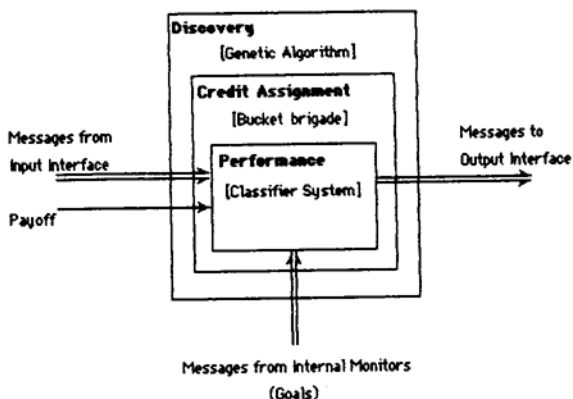 Discovery
[Genetic Algorithm]
Credit Assignment
[Bucket brigade]
Messages from
Input Interface
Performance
[Classifier System]
Messages to
Output Interface
Payoff
Messages from Internal Monitors
(Goals)